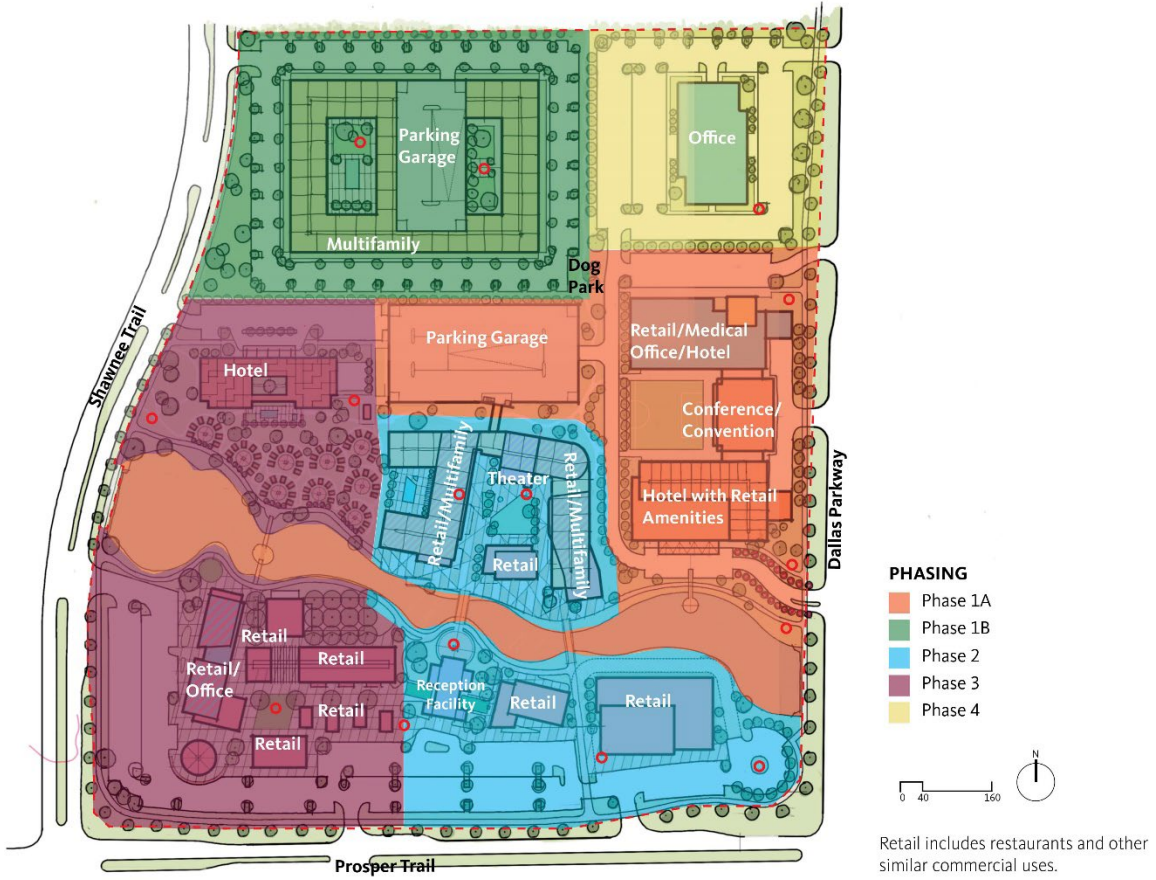 Parking
Garage
Office
Multifamily
Dog
Park
Shawnee Trail
Parking Garage
Retail/Medical
Office/Hotel
Hotel
Conference/
Convention
Retail/Multifamily
Theater
Retail/Multifamily
Hotel with Retail
Amenities
Dallas Parkway
Retail
Retail
Retail
Retail/
Office
Reception
Facility
Retail
Retail
Retail
Retail
Prosper Trail
PHASING
Phase 1A
Phase 1B
Phase 2
Phase 3
Phase 4
N
0 40 160
Retail includes restaurants and other
similar commercial uses.